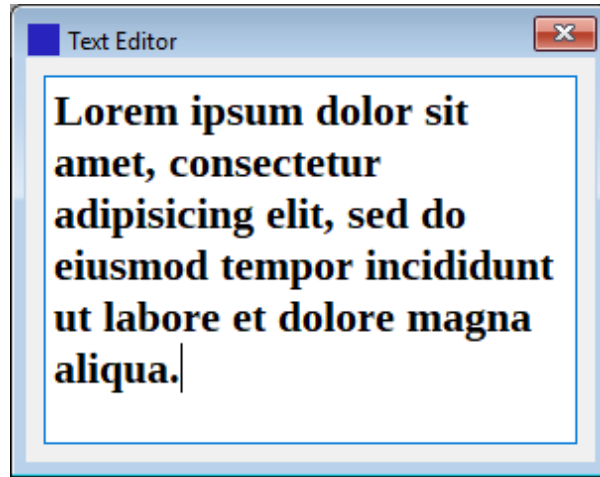 Text Editor
Lorem ipsum dolor sit
amet, consectetur
adipisicing elit, sed do
eiusmod tempor incididunt
ut labore et dolore magna
aliqua.